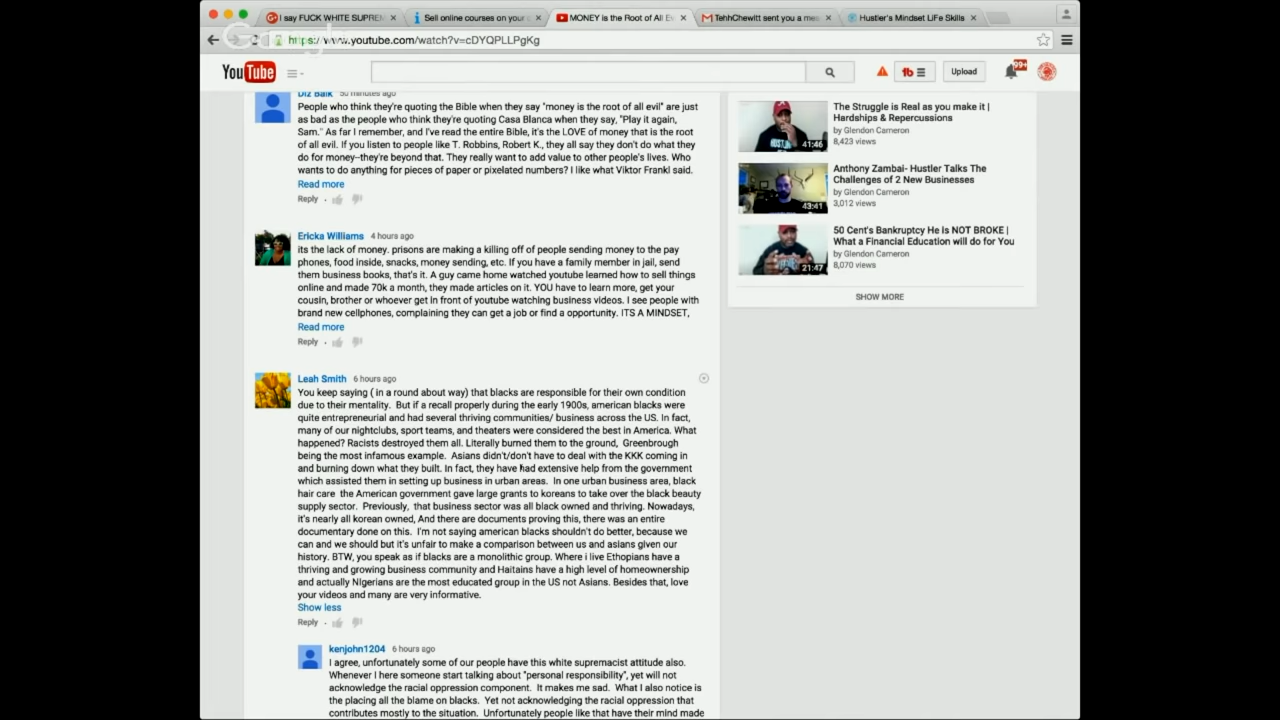 I say FUCK WHITE SUPREM
Sell online courses on your
MONEY is the Root of All E
TehhChewitt sent you a me
Hustler's Mindset LiFe Skills
https://www.youtube.com/watch?v=cDYQPLLPgKg
YouTube
Upload
99+
Diz Balk 50 minutes ago
People who think they're quoting the Bible when they say "money is the root of all evil" are just
as bad as the people who think they're quoting Casa Blanca when they say, "Play it again,
Sam." As far I remember, and I've read the entire Bible, it's the LOVE of money that is the root
of all evil. If you listen to people like T. Robbins, Robert K., they all say they don't do what they
do for money--they're beyond that. They really want to add value to other people's lives. Who
wants to do anything for pieces of paper or pixelated numbers? I like what Viktor Frankl said.
Read more
Reply
Ericka Williams 4 hours ago
its the lack of money. prisons are making a killing off of people sending money to the pay
phones, food inside, snacks, money sending, etc. If you have a family member in jail, send
them business books, that's it. A guy came home watched youtube learned how to sell things
online and made 70k a month, they made articles on it. YOU have to learn more, get your
cousin, brother or whoever get in front of youtube watching business videos. I see people with
brand new cellphones, complaining they can get a job or find a opportunity. ITS A MINDSET,
Read more
Reply
Leah Smith 6 hours ago
You keep saying ( in a round about way) that blacks are responsible for their own condition
due to their mentality. But if a recall properly during the early 1900s, american blacks were
quite entrepreneurial and had several thriving communities/ business across the US. In fact,
many of our nightclubs, sport teams, and theaters were considered the best in America. What
happened? Racists destroyed them all. Literally burned them to the ground, Greenbrough
being the most infamous example. Asians didn't/don't have to deal with the KKK coming in
and burning down what they built. In fact, they have had extensive help from the government
which assisted them in setting up business in urban areas. In one urban business area, black
hair care the American government gave large grants to koreans to take over the black beauty
supply sector. Previously, that business sector was all black owned and thriving. Nowadays,
it's nearly all korean owned, And there are documents proving this, there was an entire
documentary done on this. I'm not saying american blacks shouldn't do better, because we
can and we should but it's unfair to make a comparison between us and asians given our
history. BTW, you speak as if blacks are a monolithic group. Where i live Ethopians have a
thriving and growing business community and Haitains have a high level of homeownership
and actually NIgerians are the most educated group in the US not Asians. Besides that, love
your videos and many are very informative.
Show less
Reply
kenjohn1204 6 hours ago
I agree, unfortunately some of our people have this white supremacist attitude also.
Whenever I here someone start talking about "personal responsibility", yet will not
acknowledge the racial oppression component. It makes me sad. What I also notice is
the placing all the blame on blacks. Yet not acknowledging the racial oppression that
contributes mostly to the situation. Unfortunately people like that have their mind made
The Struggle is Real as you make it |
Hardships & Repercussions
by Glendon Cameron
8,423 views
41:46
Anthony Zambai- Hustler Talks The
Challenges of 2 New Businesses
by Glendon Cameron
3,012 views
43:41
50 Cent's Bankruptcy He is NOT BROKE |
What a Financial Education will do for You
by Glendon Cameron
8,070 views
21:47
SHOW MORE